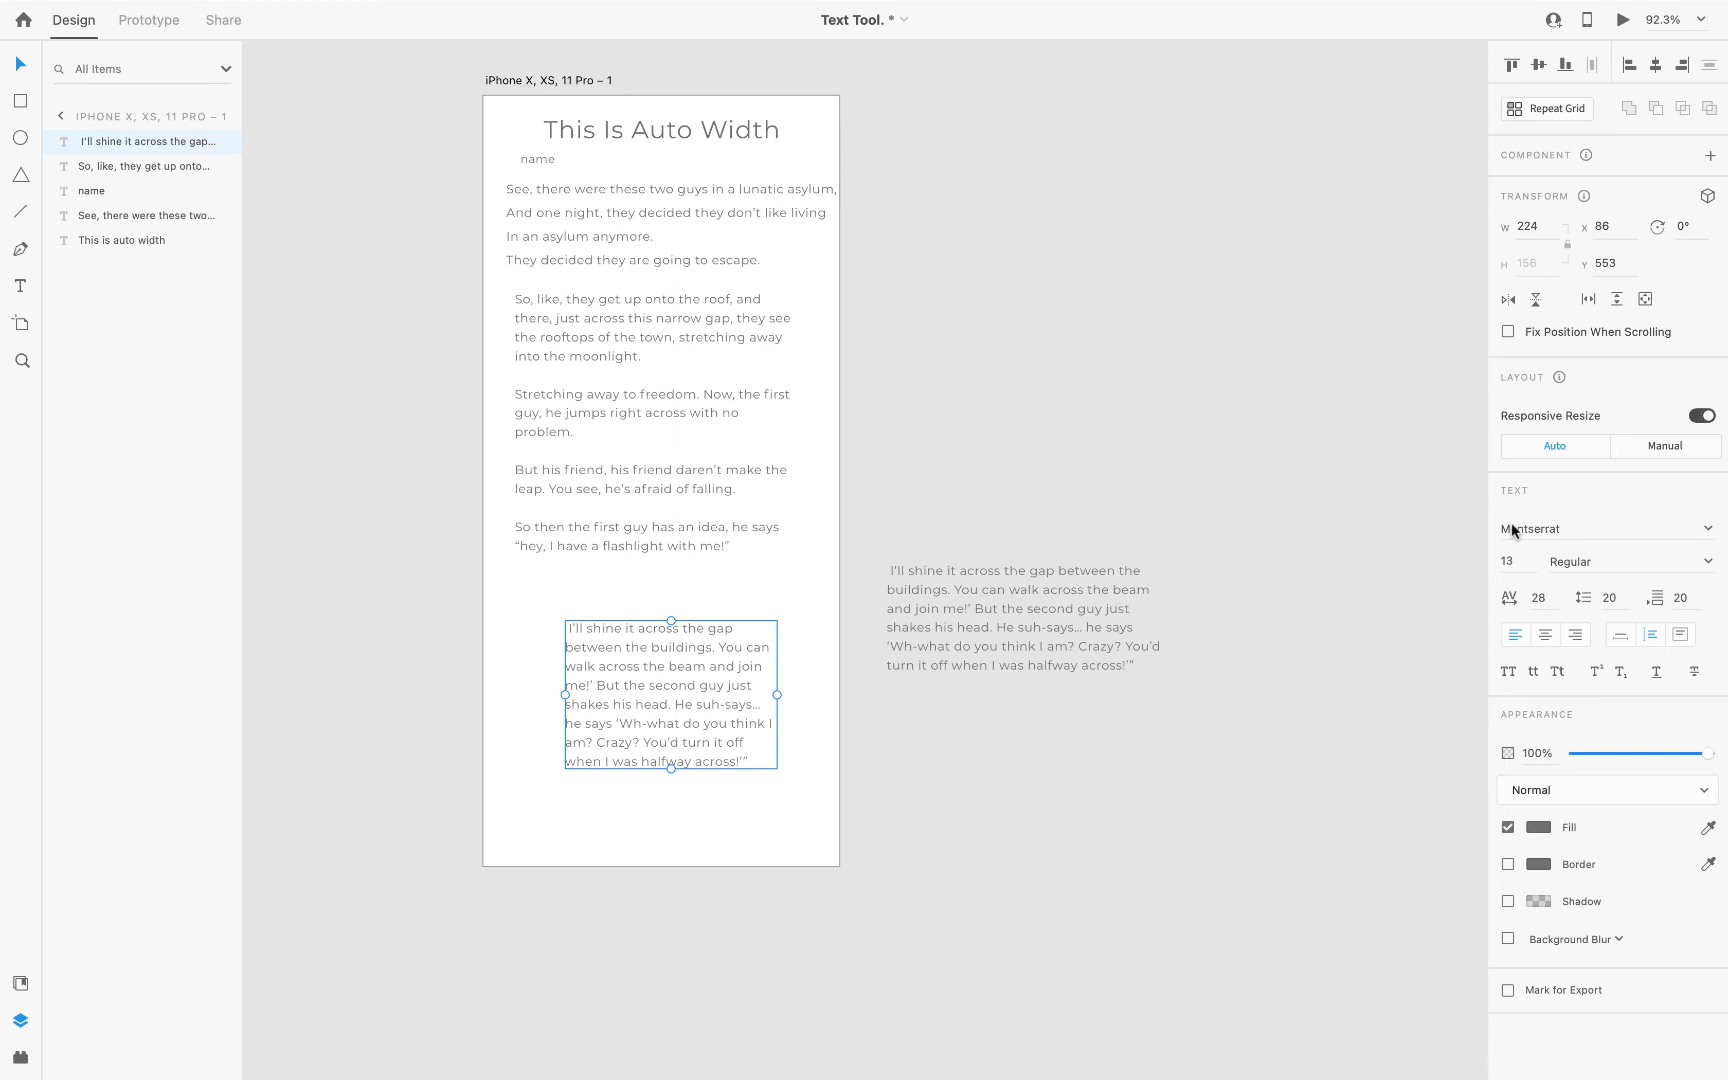 Design Prototype Share Text Tool. * 92.3%
All Items
IPHONE X, XS, 11 PRO – 1
I'll shine it across the gap...
So, like, they get up onto...
name
See, there were these two...
This is auto width
iPhone X, XS, 11 Pro – 1
This Is Auto Width
name
See, there were these two guys in a lunatic asylum,
And one night, they decided they don't like living
In an asylum anymore.
They decided they are going to escape.
So, like, they get up onto the roof, and
there, just across this narrow gap, they see
the rooftops of the town, stretching away
into the moonlight.
Stretching away to freedom. Now, the first
guy, he jumps right across with no
problem.
But his friend, his friend daren't make the
leap. You see, he's afraid of falling.
So then the first guy has an idea, he says
“hey, I have a flashlight with me!”
I'll shine it across the gap
between the buildings. You can
walk across the beam and join
me!’ But the second guy just
shakes his head. He suh-says...
he says ‘Wh-what do you think I
am? Crazy? You'd turn it off
when I was halfway across!’”
I'll shine it across the gap between the
buildings. You can walk across the beam
and join me!’ But the second guy just
shakes his head. He suh-says... he says
‘Wh-what do you think I am? Crazy? You'd
turn it off when I was halfway across!’”
Repeat Grid
COMPONENT
TRANSFORM
W 224 X 86 0°
H 156 Y 553
Fix Position When Scrolling
LAYOUT
Responsive Resize
Auto Manual
TEXT
Montserrat
13 Regular
AV 28 20 20
TT tt Tt T¹ T₁ T T
APPEARANCE
100%
Normal
Fill
Border
Shadow
Background Blur
Mark for Export